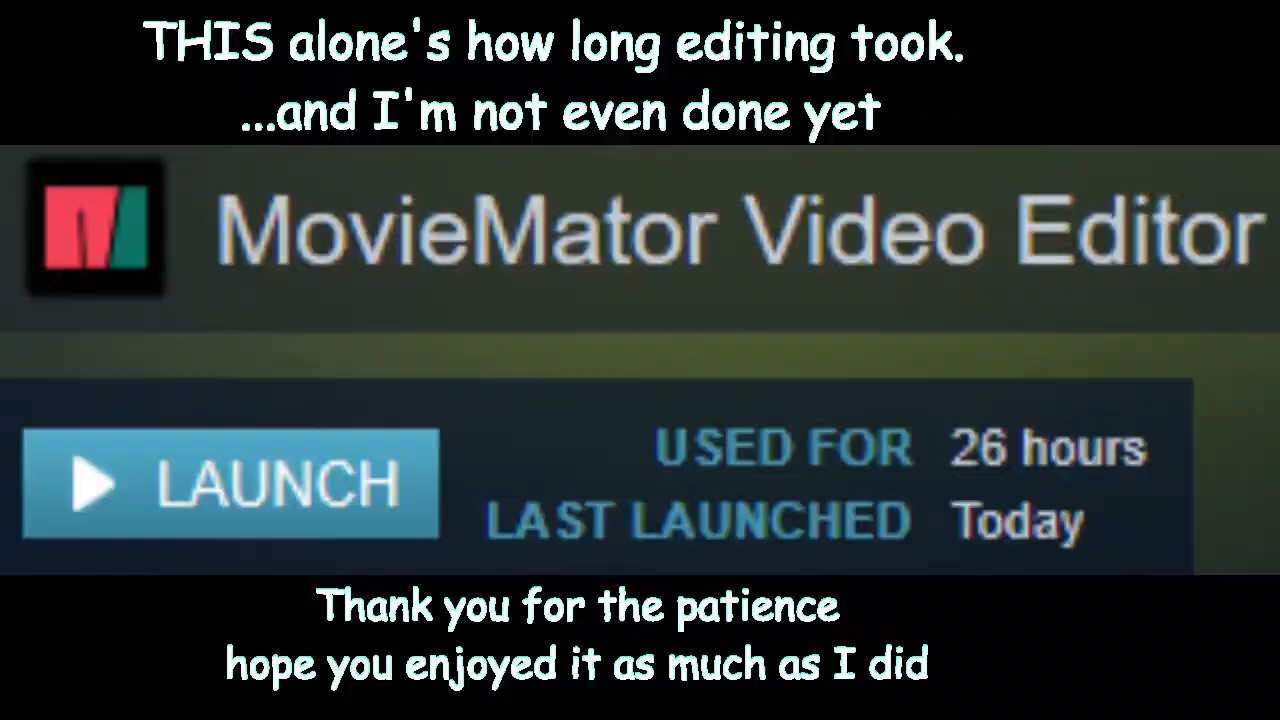 THIS alone's how long editing took.
...and I'm not even done yet
MovieMator Video Editor
LAUNCH
USED FOR 26 hours
LAST LAUNCHED Today
Thank you for the patience
hope you enjoyed it as much as I did